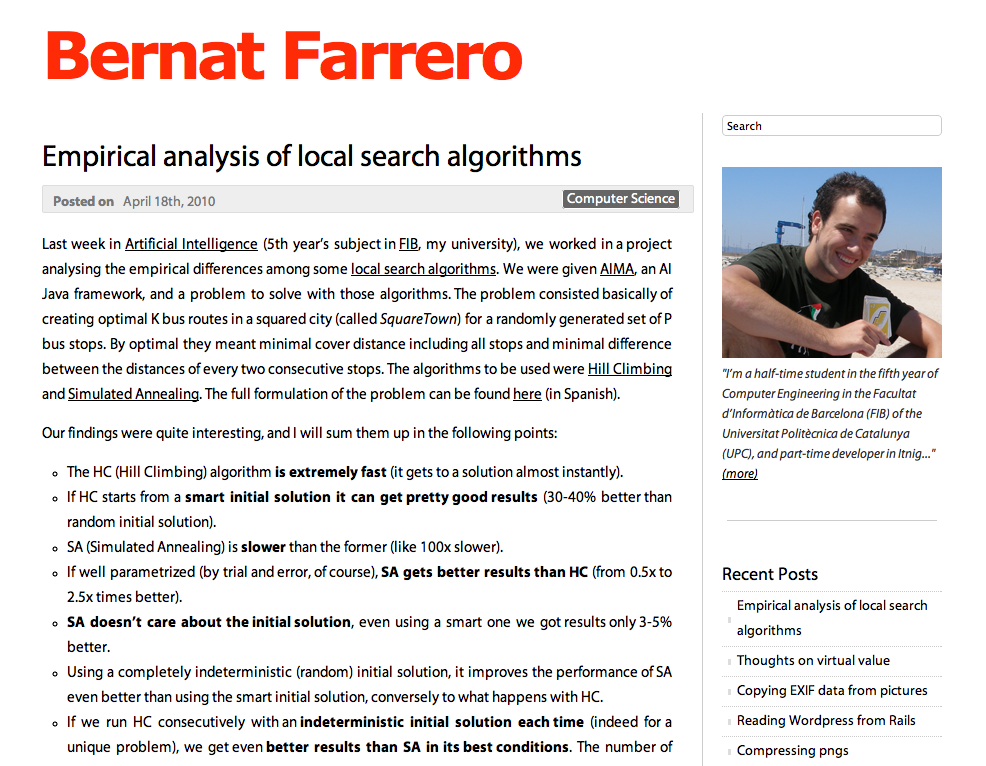 Bernat Farrero
Empirical analysis of local search algorithms
Posted on April 18th, 2010
Computer Science
Last week in Artificial Intelligence (5th year's subject in FIB, my university), we worked in a project
analysing the empirical differences among some local search algorithms. We were given AIMA, an AI
Java framework, and a problem to solve with those algorithms. The problem consisted basically of
creating optimal K bus routes in a squared city (called SquareTown) for a randomly generated set of P
bus stops. By optimal they meant minimal cover distance including all stops and minimal difference
between the distances of every two consecutive stops. The algorithms to be used were Hill Climbing
and Simulated Annealing. The full formulation of the problem can be found here (in Spanish).
Our findings were quite interesting, and I will sum them up in the following points:
The HC (Hill Climbing) algorithm is extremely fast (it gets to a solution almost instantly).
If HC starts from a smart initial solution it can get pretty good results (30-40% better than
random initial solution).
SA (Simulated Annealing) is slower than the former (like 100x slower).
If well parametrized (by trial and error, of course), SA gets better results than HC (from 0.5x to
2.5x times better).
SA doesn't care about the initial solution, even using a smart one we got results only 3-5%
better.
Using a completely indeterministic (random) initial solution, it improves the performance of SA
even better than using the smart initial solution, conversely to what happens with HC.
If we run HC consecutively with an indeterministic initial solution each time (indeed for a
unique problem), we get even better results than SA in its best conditions. The number of
Search
"I'm a half-time student in the fifth year of
Computer Engineering in the Facultat
d'Informàtica de Barcelona (FIB) of the
Universitat Politècnica de Catalunya
(UPC), and part-time developer in Itnig..."
(more)
Recent Posts
Empirical analysis of local search
algorithms
Thoughts on virtual value
Copying EXIF data from pictures
Reading Wordpress from Rails
Compressing pngs